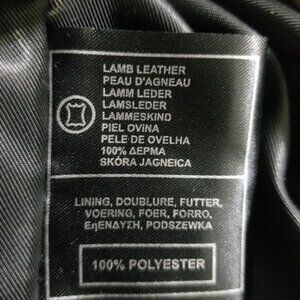 LAMB LEATHER
PEAU D'AGNEAU
LAMM LEDER
LAMSLEDER
LAMMESKIND
PIEL OVINA
PELE DE OVELHA
100% ΔΕΡΜΑ
SKÓRA JAGNIECA
LINING, DOUBLURE, FUTTER,
VOERING, FOER, FORRO,
ΕηΕΝΔΥΣΗ, PODSZEWKA
100% POLYESTER